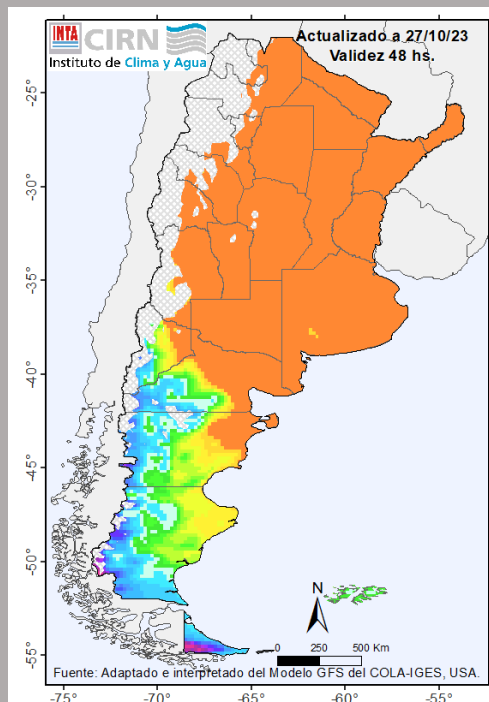 INTA CIRN
Instituto de Clima y Agua
Actualizado a 27/10/23
Validez 48 hs.
-25°
-30°
-35°
-40°
-45°
-50°
-55°
N
0 250 500 Km
Fuente: Adaptado e interpretado del Modelo GFS del COLA-IGES, USA.
-75° -70° -65° -60° -55°